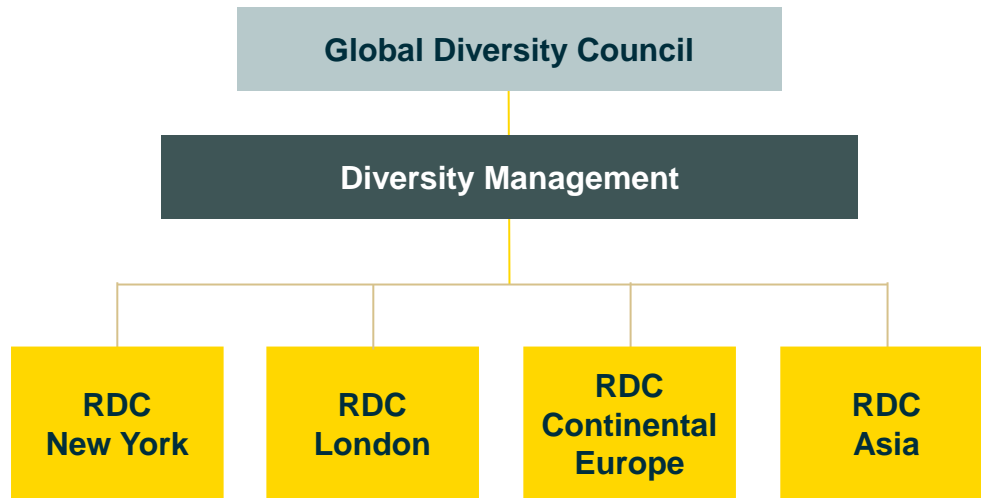 Global Diversity Council
Diversity Management
RDC
New York
RDC
London
RDC
Continental
Europe
RDC
Asia